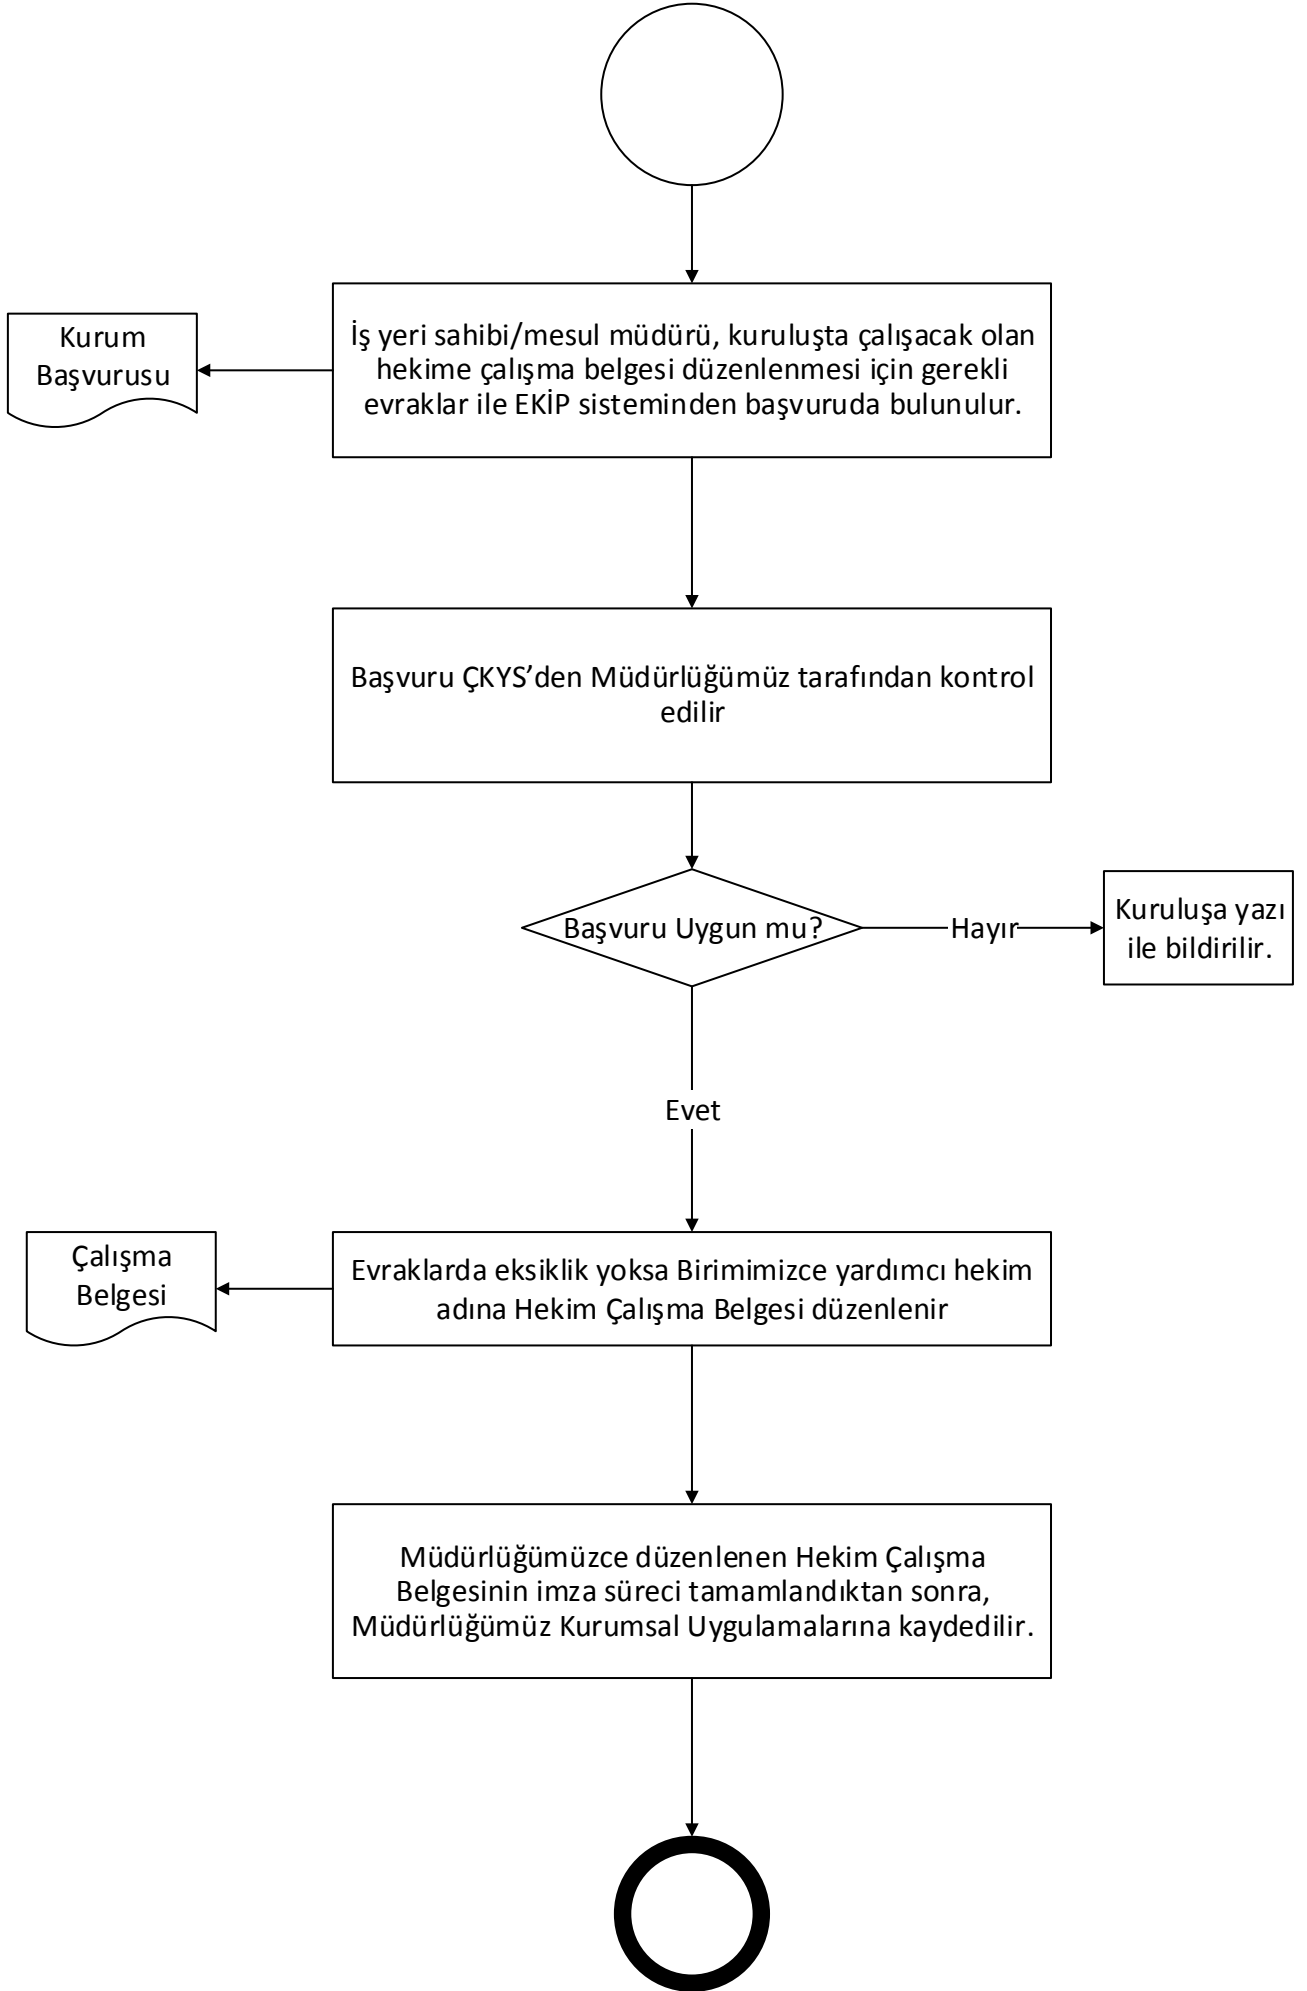 Kurum
Başvurusu
İş yeri sahibi/mesul müdürü, kuruluşta çalışacak olan
hekime çalışma belgesi düzenlenmesi için gerekli
evraklar ile EKİP sisteminden başvuruda bulunulur.
Başvuru ÇKYS’den Müdürlüğümüz tarafından kontrol
edilir
Başvuru Uygun mu?
Hayır
Kuruluşa yazı
ile bildirilir.
Evet
Çalışma
Belgesi
Evraklarda eksiklik yoksa Birimimizce yardımcı hekim
adına Hekim Çalışma Belgesi düzenlenir
Müdürlüğümüzce düzenlenen Hekim Çalışma
Belgesinin imza süreci tamamlandıktan sonra,
Müdürlüğümüz Kurumsal Uygulamalarına kaydedilir.